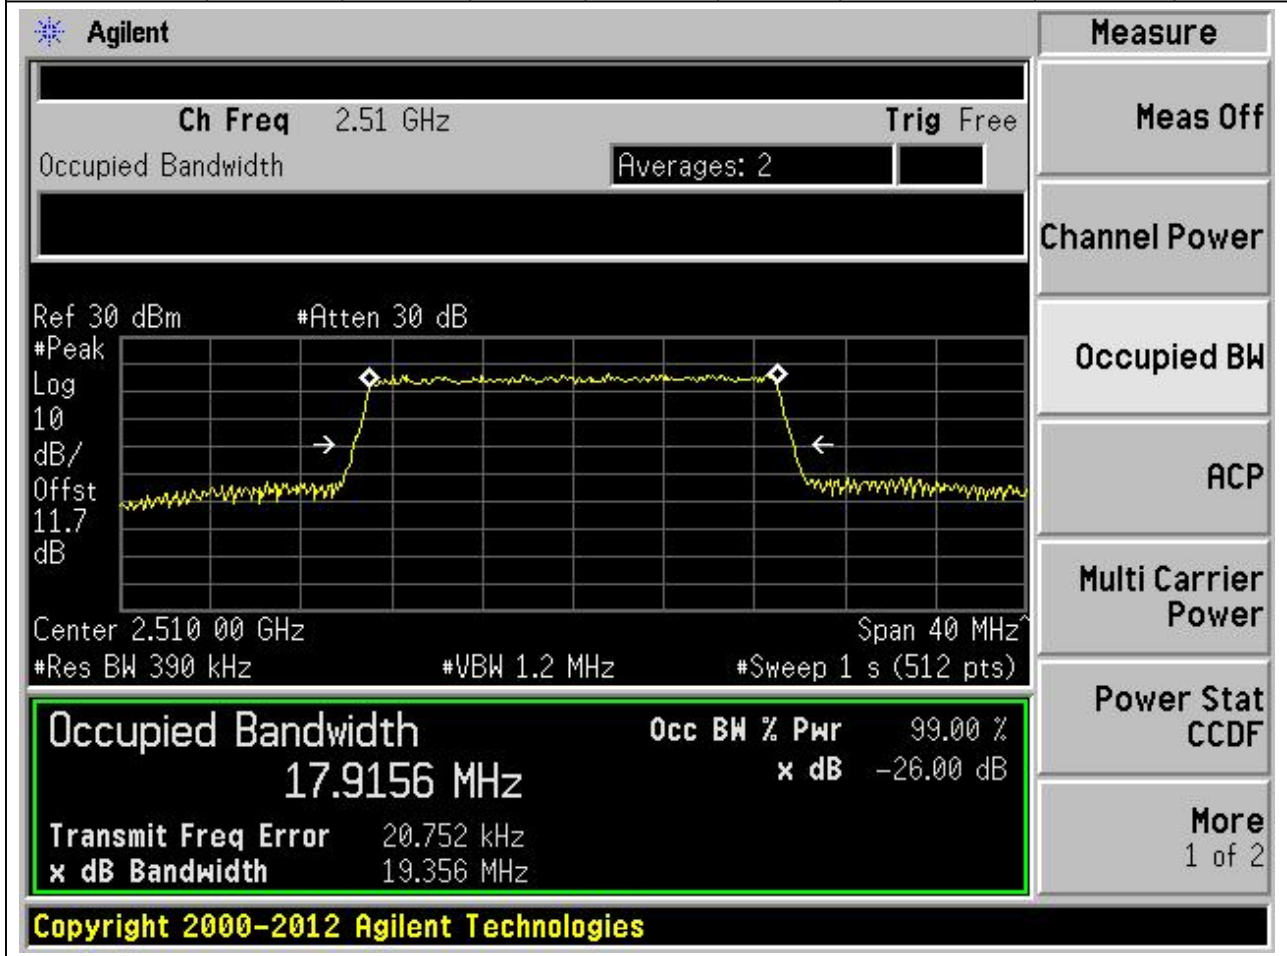 Agilent
Measure
Ch Freq 2.51 GHz Trig Free
Meas Off
Occupied Bandwidth Averages: 2
Channel Power
Ref 30 dBm #Atten 30 dB
#Peak
Log
10
dB/
Offst
11.7
dB
Occupied BW
ACP
Center 2.510 00 GHz Span 40 MHz^
#Res BW 390 kHz #VBW 1.2 MHz #Sweep 1 s (512 pts)
Multi Carrier
Power
Occupied Bandwidth Occ BW % Pwr 99.00 %
17.9156 MHz x dB -26.00 dB
Power Stat
CCDF
Transmit Freq Error 20.752 kHz
x dB Bandwidth 19.356 MHz
More
1 of 2
Copyright 2000-2012 Agilent Technologies